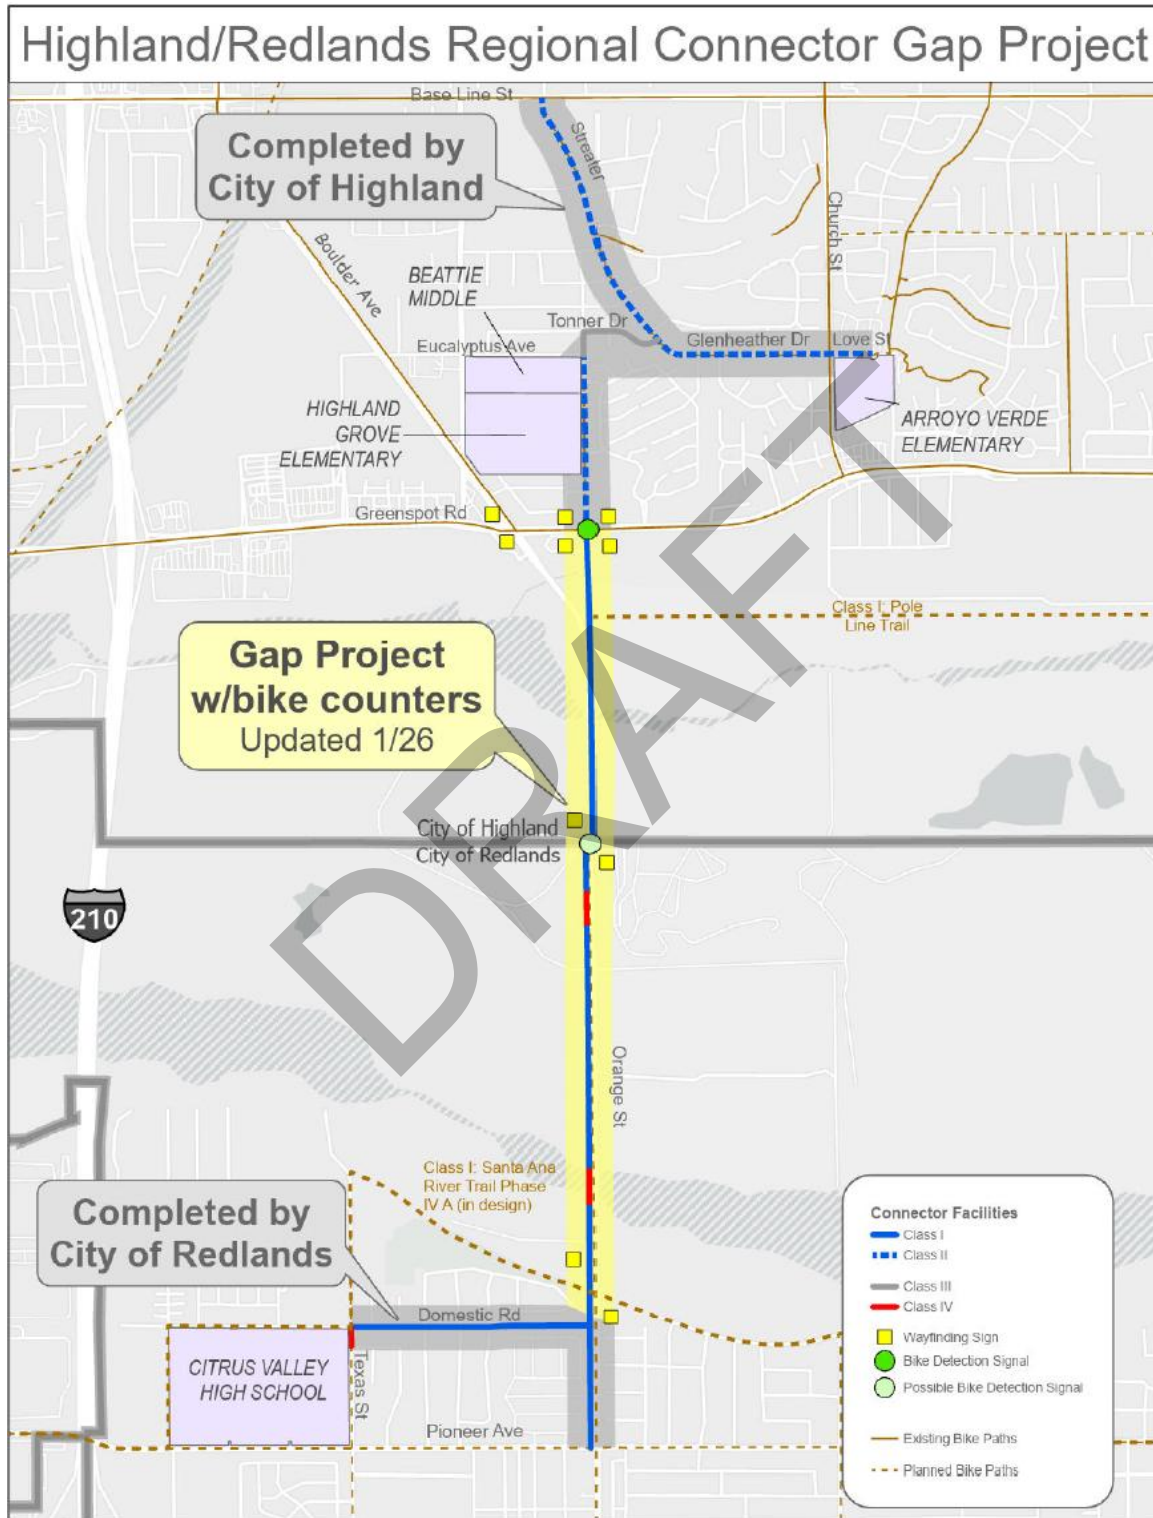 Highland/Redlands Regional Connector Gap Project
Base Line St
Completed by
City of Highland
Streater
Church St
Boulder Ave
BEATTIE
MIDDLE
Tonner Dr
Eucalyptus Ave
Glenheather Dr
Love St
HIGHLAND
GROVE
ELEMENTARY
ARROYO VERDE
ELEMENTARY
Greenspot Rd
Class I: Pole
Line Trail
Gap Project
w/bike counters
Updated 1/26
City of Highland
City of Redlands
210
DRAFT
Orange St
Class I: Santa Ana
River Trail Phase
IV A (in design)
Completed by
City of Redlands
Domestic Rd
CITRUS VALLEY
HIGH SCHOOL
Texas St
Pioneer Ave
Connector Facilities
Class I
Class II
Class III
Class IV
Wayfinding Sign
Bike Detection Signal
Possible Bike Detection Signal
Existing Bike Paths
Planned Bike Paths